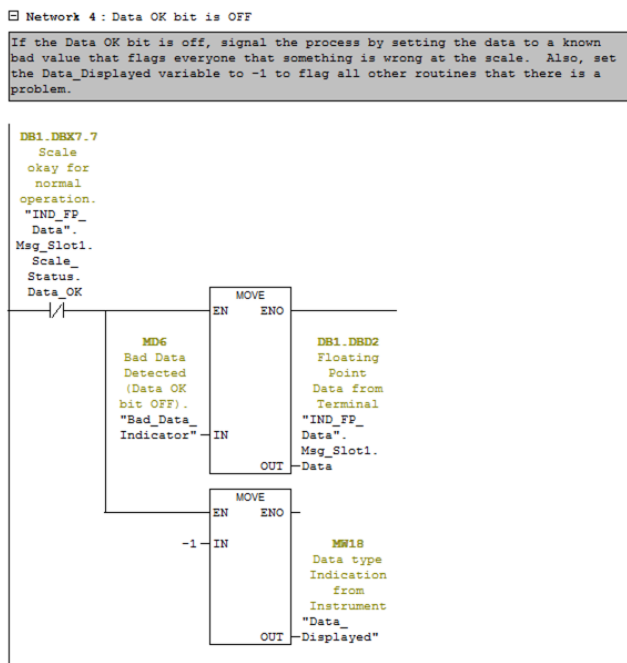 Network 4 : Data OK bit is OFF
If the Data OK bit is off, signal the process by setting the data to a known
bad value that flags everyone that something is wrong at the scale. Also, set
the Data_Displayed variable to -1 to flag all other routines that there is a
problem.
DB1.DBX7.7
Scale
okay for
normal
operation.
"IND_FP_
Data".
Msg_Slot1.
Scale_
Status.
Data_OK
MOVE
EN ENO
MD6
Bad Data
Detected
(Data OK
bit OFF).
"Bad_Data_
Indicator"
IN
DB1.DBD2
Floating
Point
Data from
Terminal
"IND_FP_
Data".
Msg_Slot1.
OUT Data
MOVE
EN ENO
-1 IN
MW18
Data type
Indication
from
Instrument
"Data_
OUT Displayed"